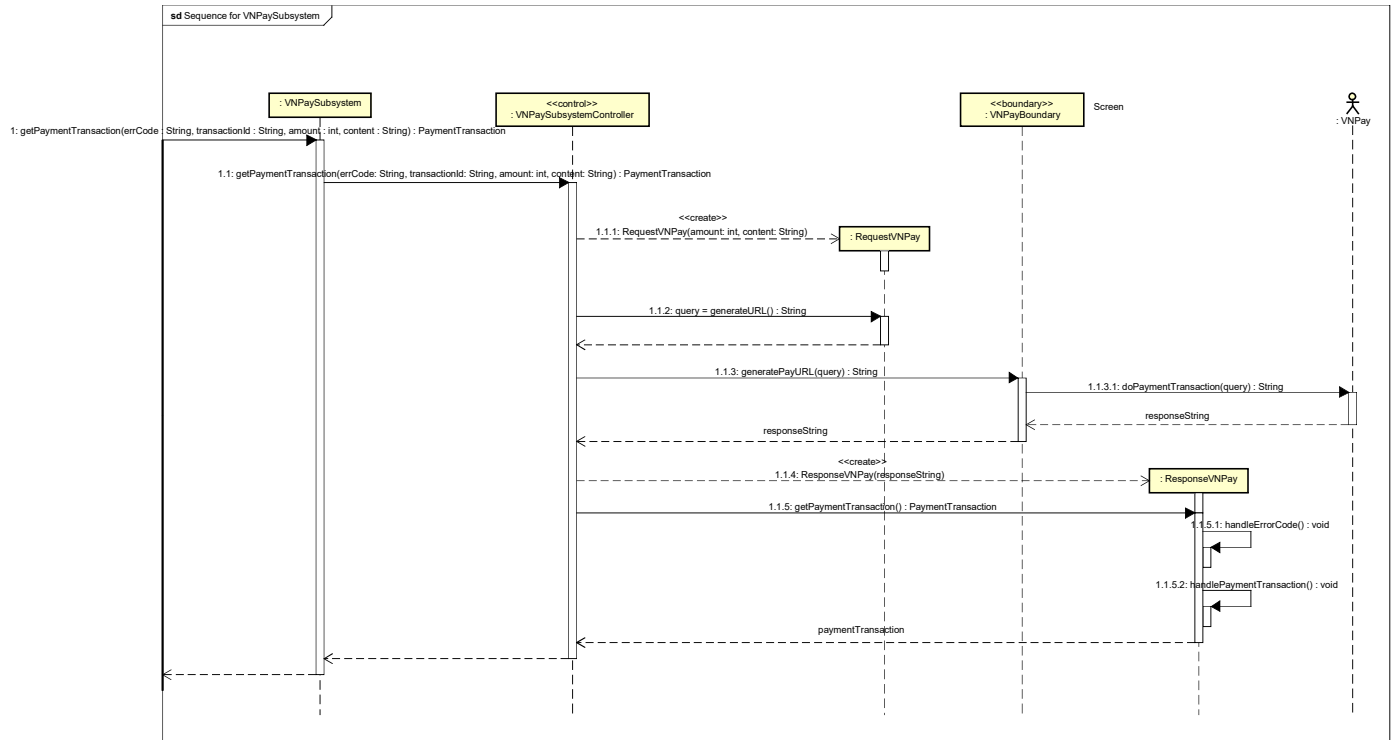 sd Sequence for VNPaySubsystem
: VNPaySubsystem
<<control>>
: VNPaySubsystemController
<<boundary>>
: VNPayBoundary
Screen
: VNPay
1: getPaymentTransaction(errCode : String, transactionId : String, amount : int, content : String) : PaymentTransaction
1.1: getPaymentTransaction(errCode: String, transactionId: String, amount: int, content: String) : PaymentTransaction
<<create>>
1.1.1: RequestVNPay(amount: int, content: String)
: RequestVNPay
1.1.2: query = generateURL() : String
1.1.3: generatePayURL(query) : String
1.1.3.1: doPaymentTransaction(query) : String
responseString
responseString
<<create>>
1.1.4: ResponseVNPay(responseString)
: ResponseVNPay
1.1.5: getPaymentTransaction() : PaymentTransaction
1.1.5.1: handleErrorCode() : void
1.1.5.2: handlePaymentTransaction() : void
paymentTransaction